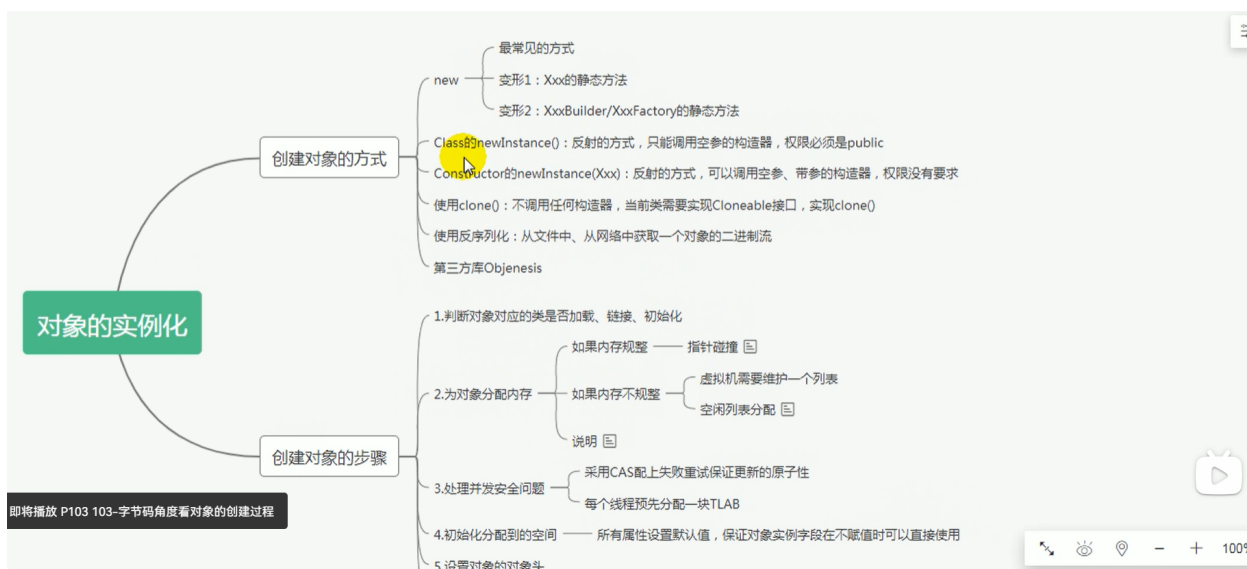 最常见的方式
new
变形1：Xxx的静态方法
变形2：XxxBuilder/XxxFactory的静态方法
创建对象的方式
Class的newInstance()：反射的方式，只能调用空参的构造器，权限必须是public
Constructor的newInstance(Xxx)：反射的方式，可以调用空参、带参的构造器，权限没有要求
使用clone()：不调用任何构造器，当前类需要实现Cloneable接口，实现clone()
使用反序列化：从文件中、从网络中获取一个对象的二进制流
第三方库Objenesis
对象的实例化
1.判断对象对应的类是否加载、链接、初始化
如果内存规整
指针碰撞
2.为对象分配内存
如果内存不规整
虚拟机需要维护一个列表
空闲列表分配
说明
创建对象的步骤
3.处理并发安全问题
采用CAS配上失败重试保证更新的原子性
每个线程预先分配一块TLAB
即将播放 P103 103-字节码角度看对象的创建过程
4.初始化分配到的空间
所有属性设置默认值，保证对象实例字段在不赋值时可以直接使用
5.设置对象的对象头
100%